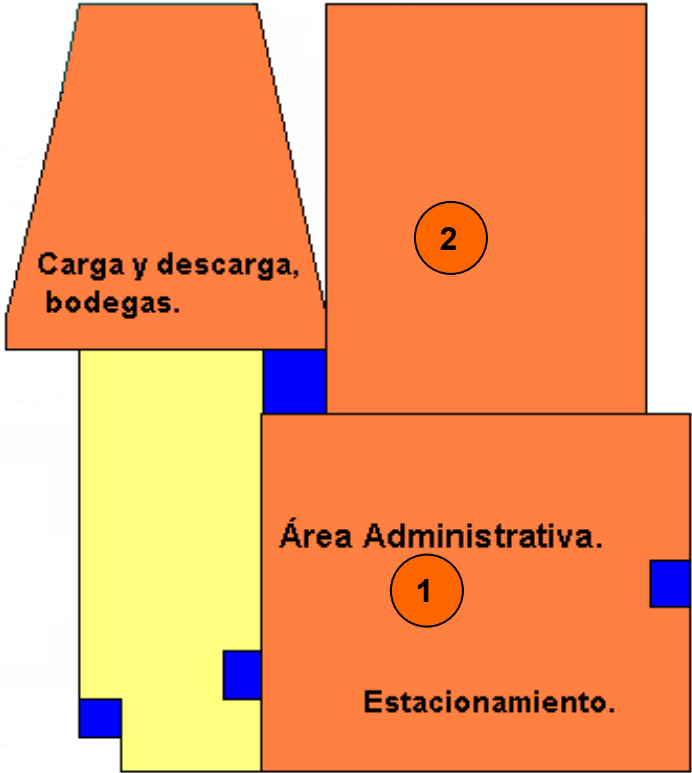 2
Carga y descarga,
bodegas.
Área Administrativa.
1
Estacionamiento.